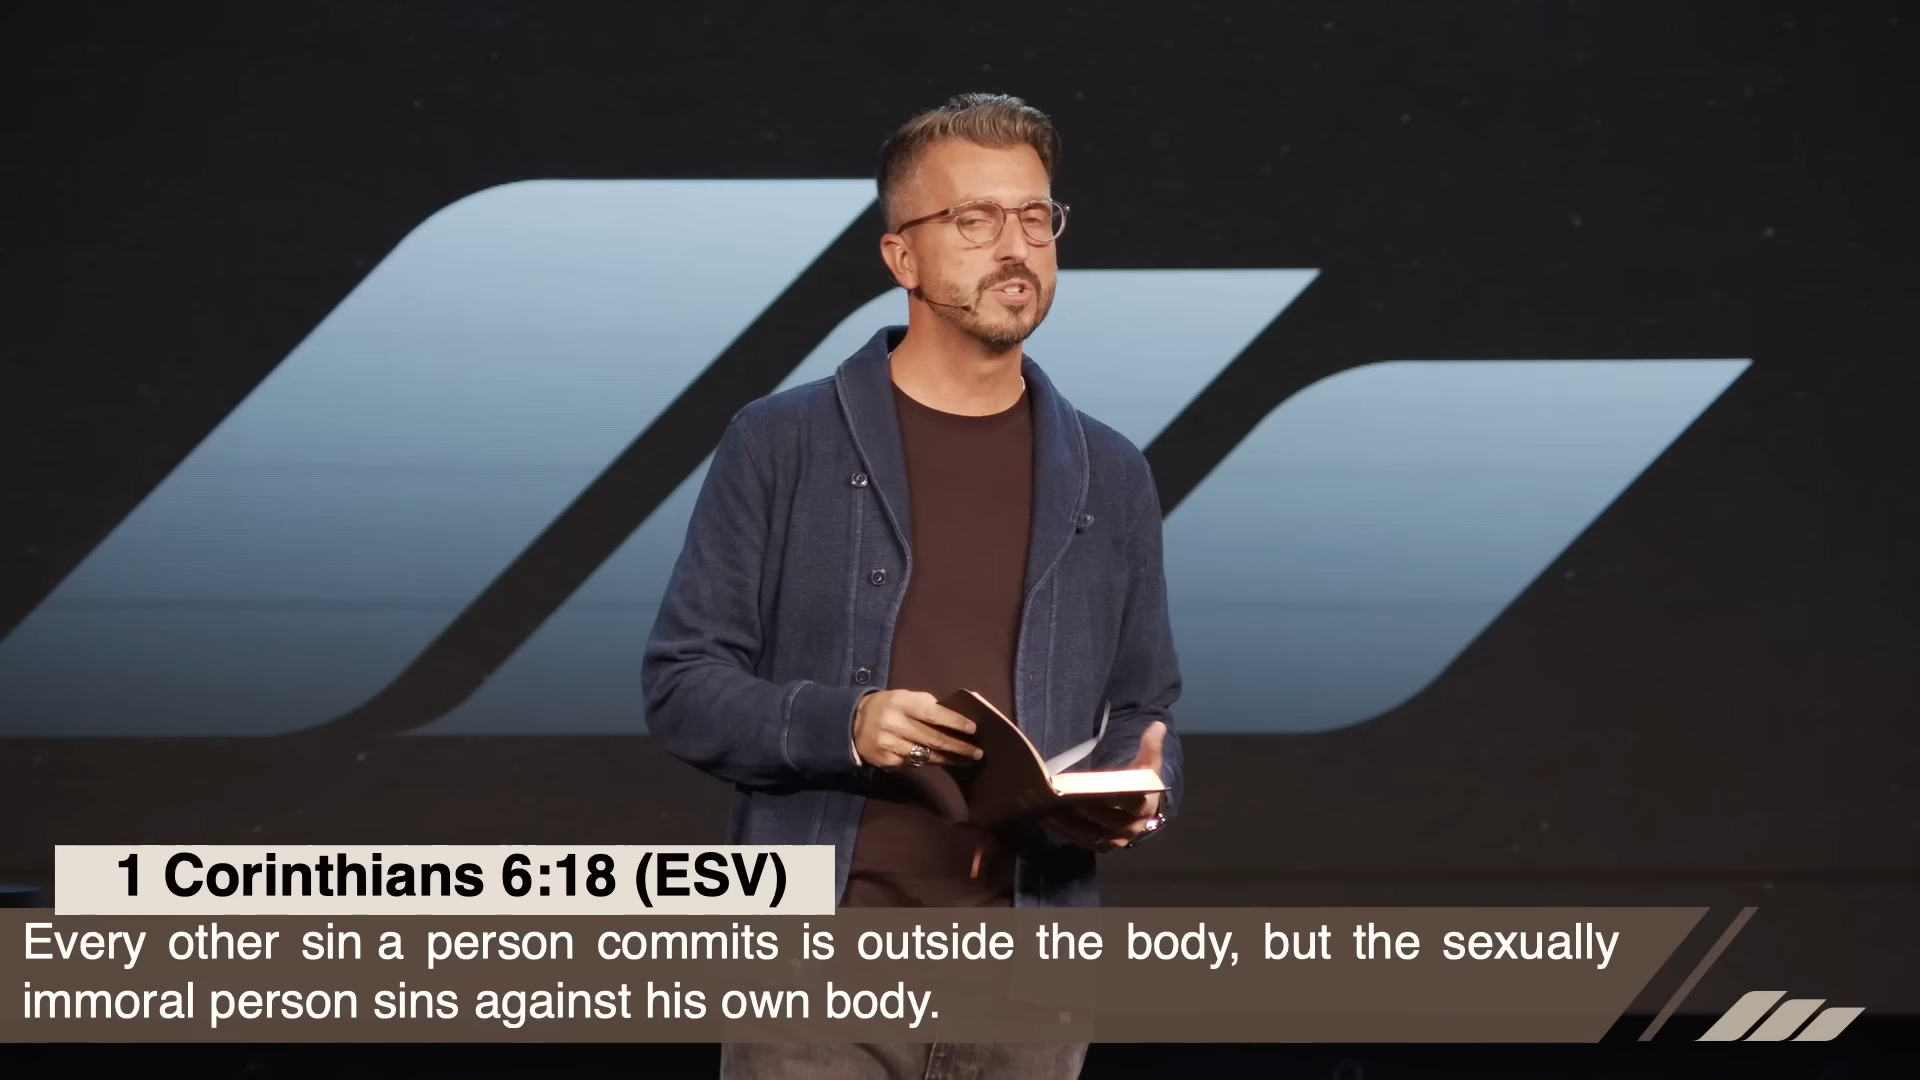 1 Corinthians 6:18 (ESV)
Every other sin a person commits is outside the body, but the sexually
immoral person sins against his own body.